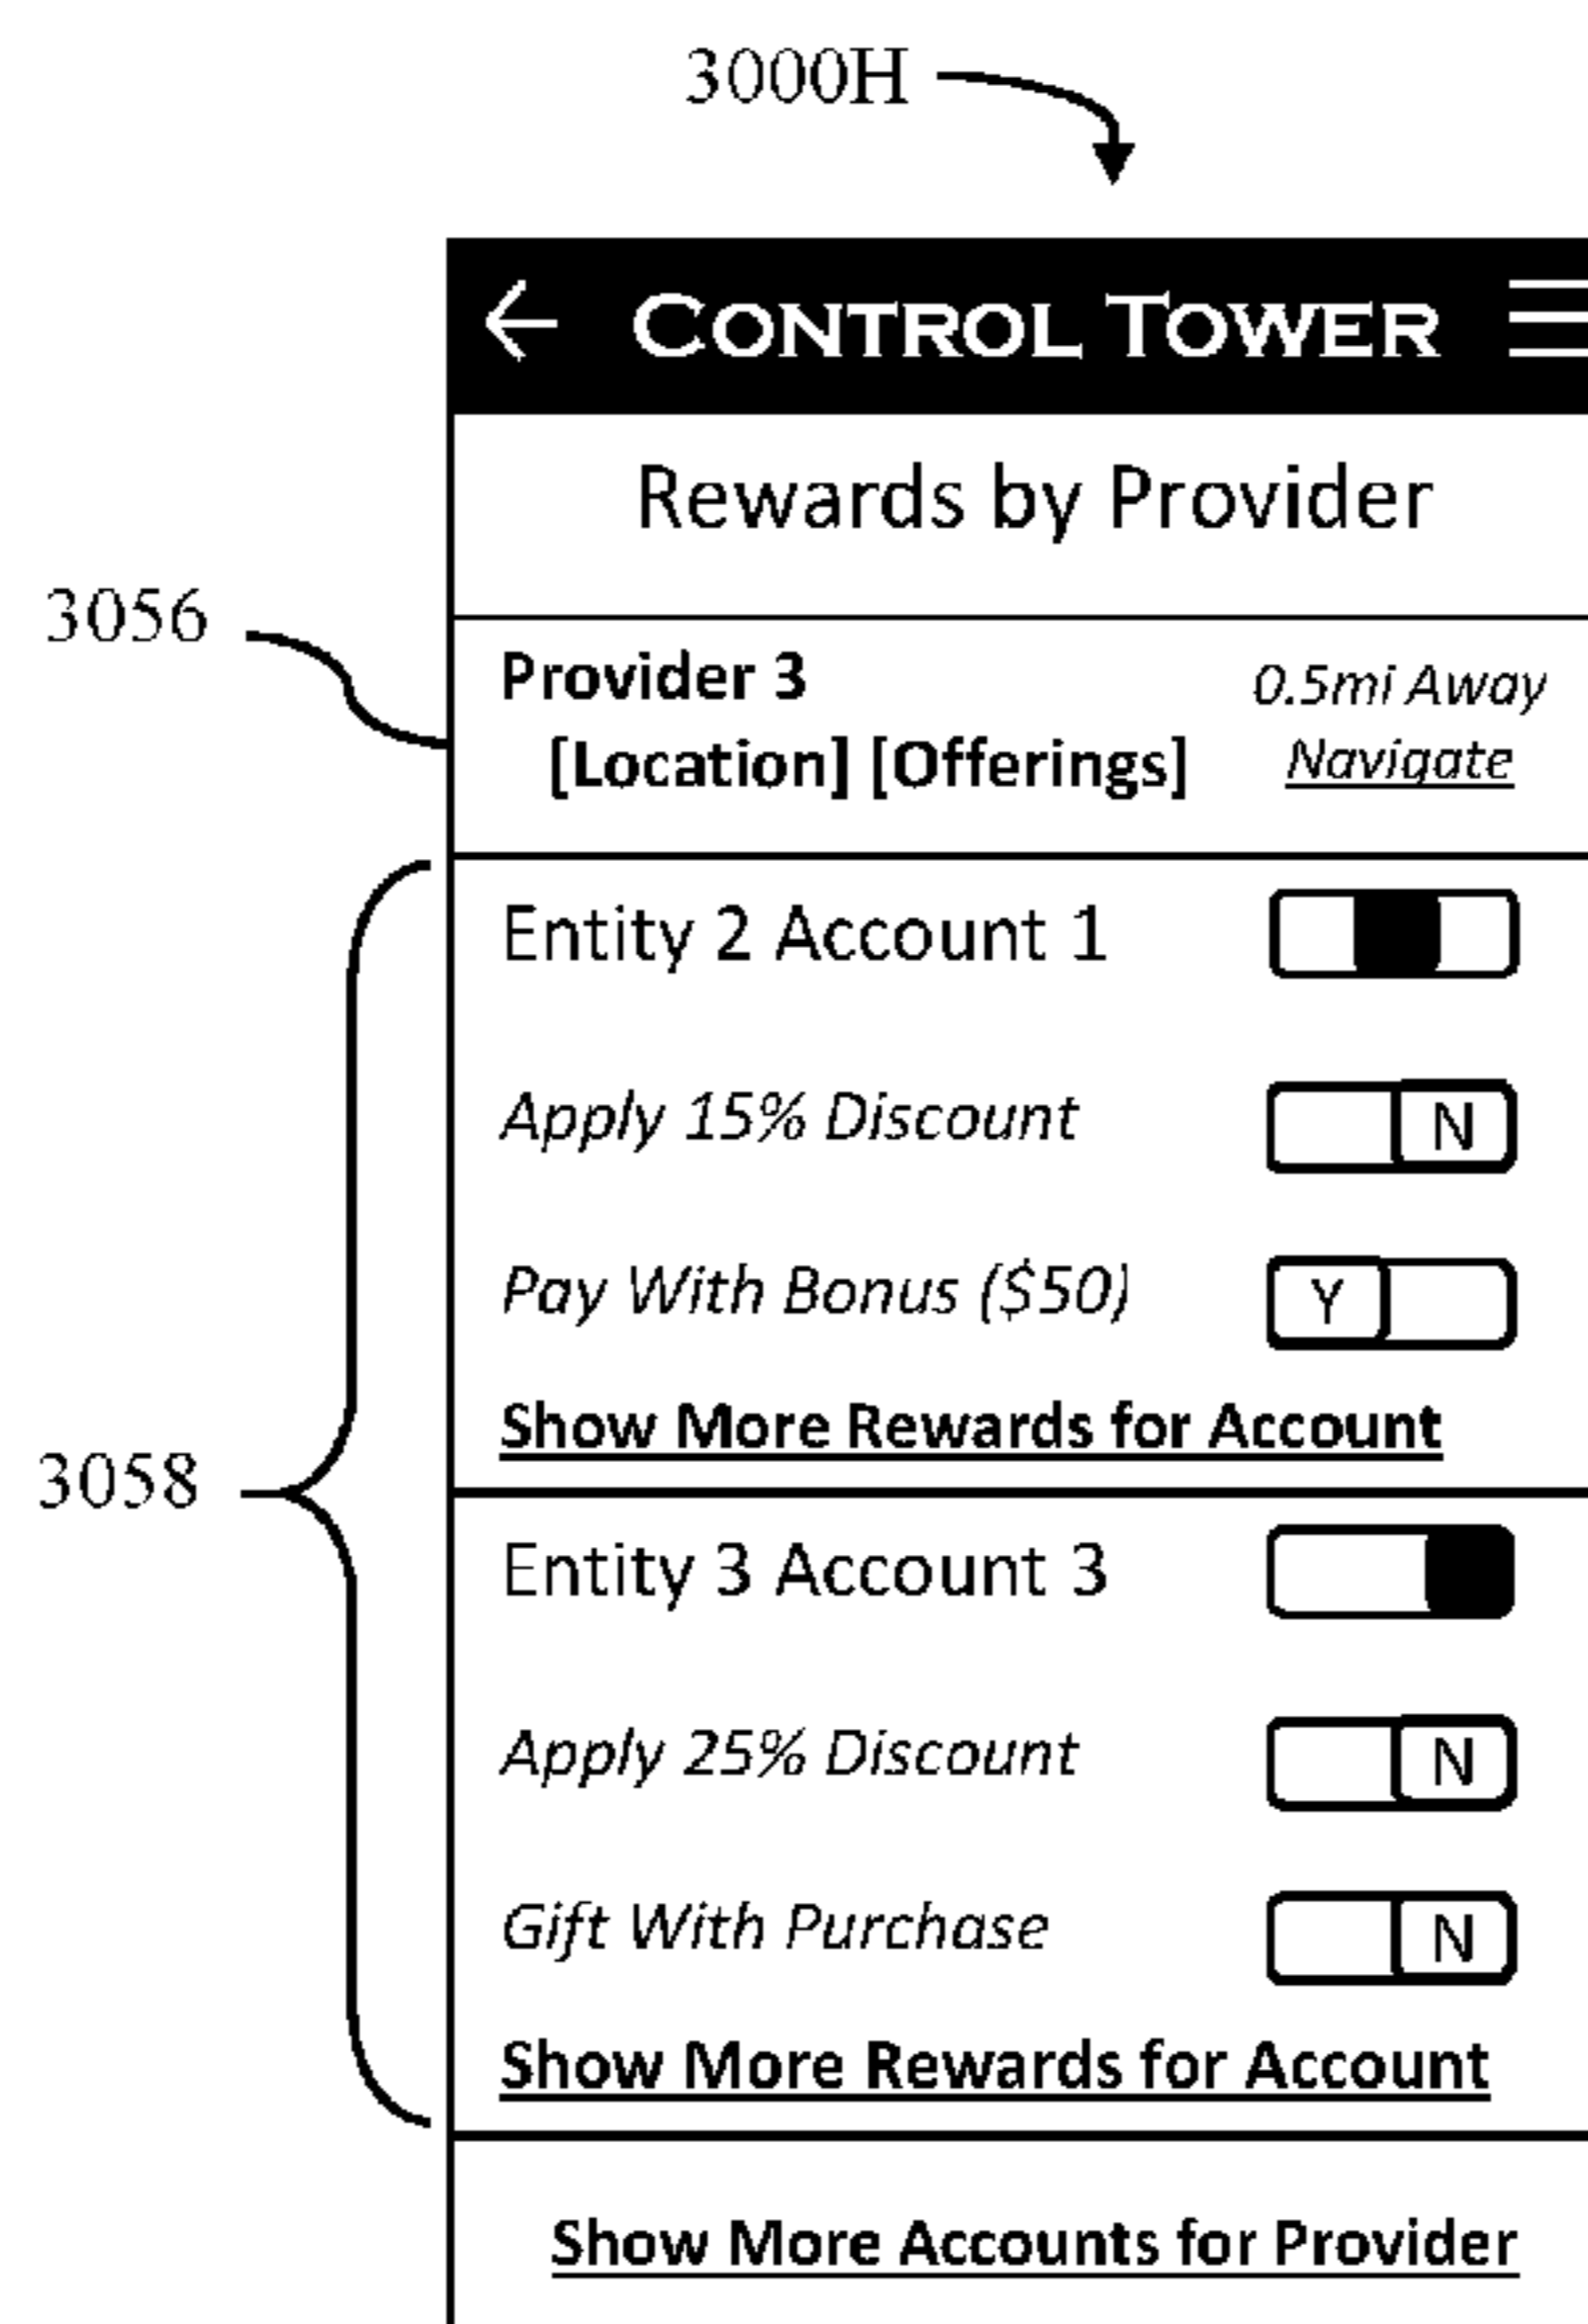 3000H
CONTROL TOWER
Rewards by Provider
3056
Provider 3 0.5mi Away
[Location] [Offerings] Navigate
Entity 2 Account 1
Apply 15% Discount N
Pay With Bonus ($50) Y
Show More Rewards for Account
3058
Entity 3 Account 3
Apply 25% Discount N
Gift With Purchase N
Show More Rewards for Account
Show More Accounts for Provider